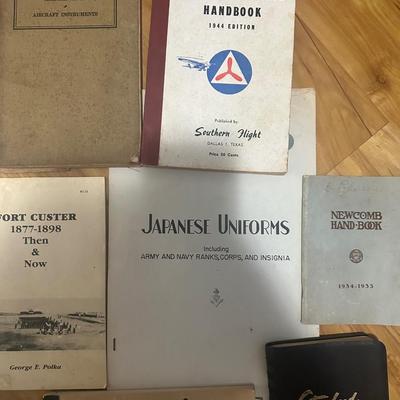 AIRCRAFT INSTRUMENTS
HANDBOOK
1944 EDITION
Published by
Southern Flight
DALLAS 1, TEXAS
Price 50 Cents
FORT CUSTER
1877-1898
Then
&
Now
George E. Polka
JAPANESE UNIFORMS
including
ARMY AND NAVY RANKS, CORPS, AND INSIGNIA
NEWCOMB
HAND-BOOK
1934-1935